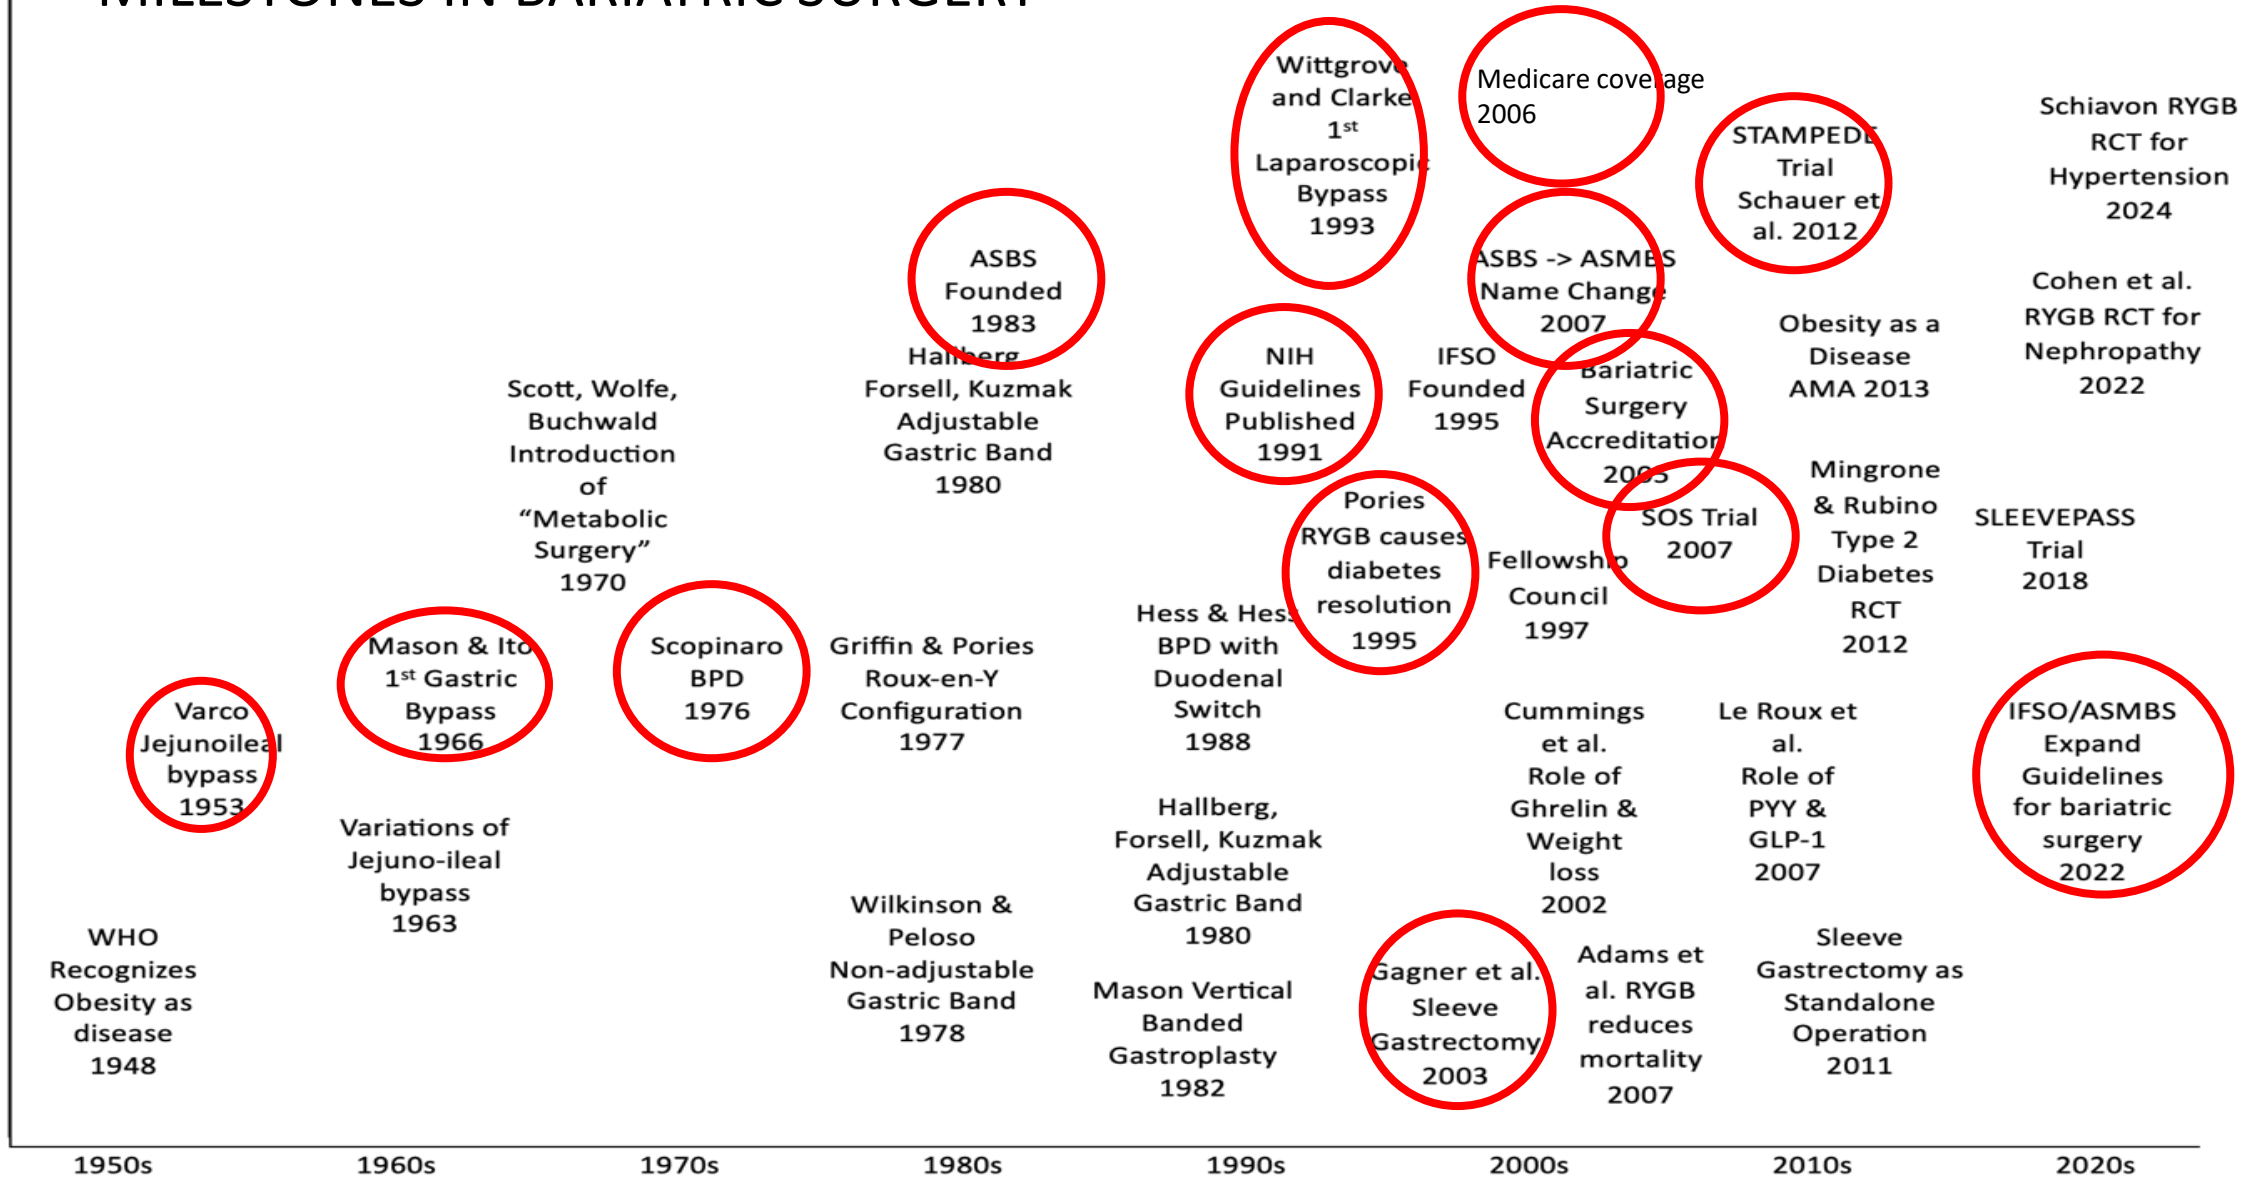 MILESTONES IN BARIATRIC SURGERY
Wittgrove
and Clarke
1st
Laparoscopic
Bypass
1993
Medicare coverage
2006
STAMPEDE
Trial
Schauer et
al. 2012
Schiavon RYGB
RCT for
Hypertension
2024
ASBS
Founded
1983
ASBS -> ASMBS
Name Change
2007
Cohen et al.
RYGB RCT for
Nephropathy
2022
Hallberg,
Forsell, Kuzmak
Adjustable
Gastric Band
1980
NIH
Guidelines
Published
1991
IFSO
Founded
1995
Bariatric
Surgery
Accreditation
2005
Obesity as a
Disease
AMA 2013
Scott, Wolfe,
Buchwald
Introduction
of
“Metabolic
Surgery”
1970
Pories
RYGB causes
diabetes
resolution
1995
Fellowship
Council
1997
SOS Trial
2007
Mingrone
& Rubino
Type 2
Diabetes
RCT
2012
SLEEVEPASS
Trial
2018
Varco
Jejunoileal
bypass
1953
Mason & Ito
1st Gastric
Bypass
1966
Scopinaro
BPD
1976
Griffin & Pories
Roux-en-Y
Configuration
1977
Hess & Hess
BPD with
Duodenal
Switch
1988
Cummings
et al.
Role of
Ghrelin &
Weight
loss
2002
Le Roux et
al.
Role of
PYY &
GLP-1
2007
IFSO/ASMBS
Expand
Guidelines
for bariatric
surgery
2022
Variations of
Jejuno-ileal
bypass
1963
Hallberg,
Forsell, Kuzmak
Adjustable
Gastric Band
1980
WHO
Recognizes
Obesity as
disease
1948
Wilkinson &
Peloso
Non-adjustable
Gastric Band
1978
Mason Vertical
Banded
Gastroplasty
1982
Gagner et al.
Sleeve
Gastrectomy
2003
Adams et
al. RYGB
reduces
mortality
2007
Sleeve
Gastrectomy as
Standalone
Operation
2011
1950s
1960s
1970s
1980s
1990s
2000s
2010s
2020s